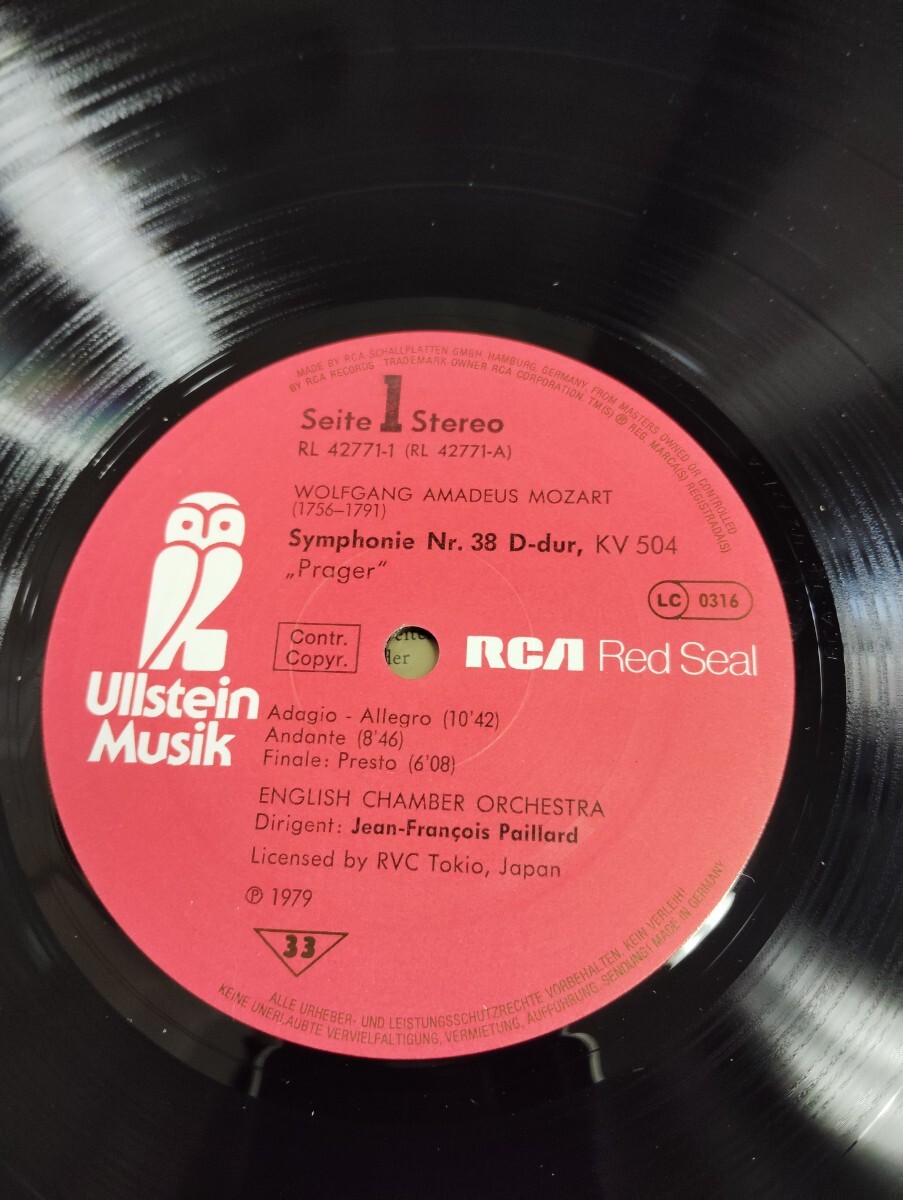 MADE BY RCA SCHALLPLATTEN GMBH, HAMBURG, GERMANY, FROM MASTERS OWNED OR CONTROLLED
BY RCA RECORDS TRADEMARK OWNER RCA CORPORATION. TM(S) ® REG. MARCA(S) REGISTRADA(S)
Seite 1 Stereo
RL 42771-1 (RL 42771-A)
WOLFGANG AMADEUS MOZART
(1756–1791)
Symphonie Nr. 38 D-dur, KV 504
„Prager“
LC 0316
Contr.
Copyr.
RCA Red Seal
Ullstein
Musik
Adagio - Allegro (10'42)
Andante (8'46)
Finale: Presto (6'08)
ENGLISH CHAMBER ORCHESTRA
Dirigent: Jean-François Paillard
Licensed by RVC Tokio, Japan
℗ 1979
33
ALLE URHEBER- UND LEISTUNGSSCHUTZRECHTE VORBEHALTEN. KEIN VERLEIH!
KEINE UNERLAUBTE VERVIELFÄLTIGUNG, VERMIETUNG, AUFFÜHRUNG, SENDUNG! MADE IN GERMANY